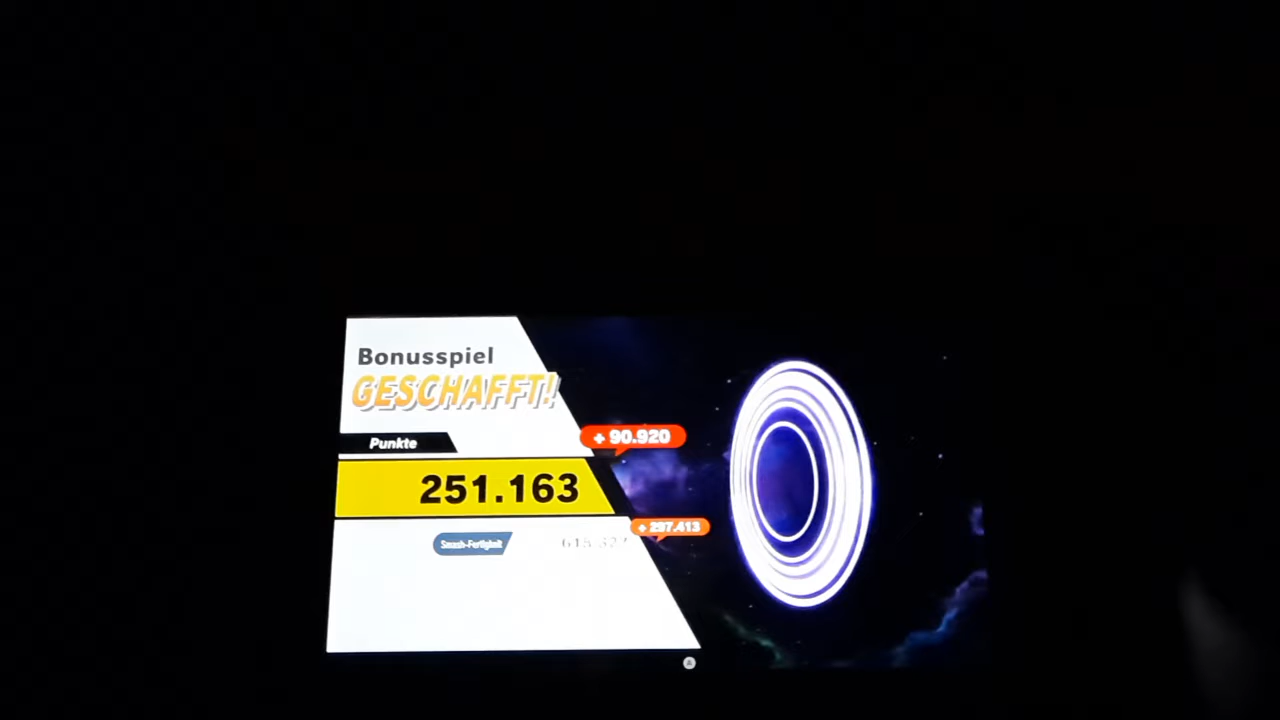 Bonusspiel
GESCHAFFT!
Punkte
+ 90.920
251.163
+ 297.413
Smash-Fertigkeit
A